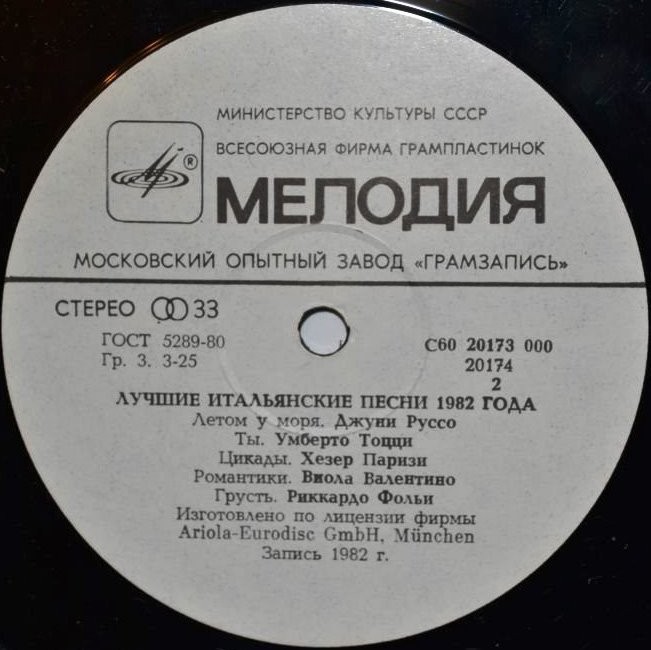 МИНИСТЕРСТВО КУЛЬТУРЫ СССР
ВСЕСОЮЗНАЯ ФИРМА ГРАМПЛАСТИНОК
®
МЕЛОДИЯ
МОСКОВСКИЙ ОПЫТНЫЙ ЗАВОД «ГРАМЗАПИСЬ»
СТЕРЕО 33
ГОСТ 5289-80
Гр. 3. 3-25
С60 20173 000
20174
2
ЛУЧШИЕ ИТАЛЬЯНСКИЕ ПЕСНИ 1982 ГОДА
Летом у моря. Джуни Руссо
Ты. Умберто Тоцци
Цикады. Хезер Паризи
Романтики. Виола Валентино
Грусть. Риккардо Фольи
Изготовлено по лицензии фирмы
Ariola-Eurodisc GmbH, München
Запись 1982 г.